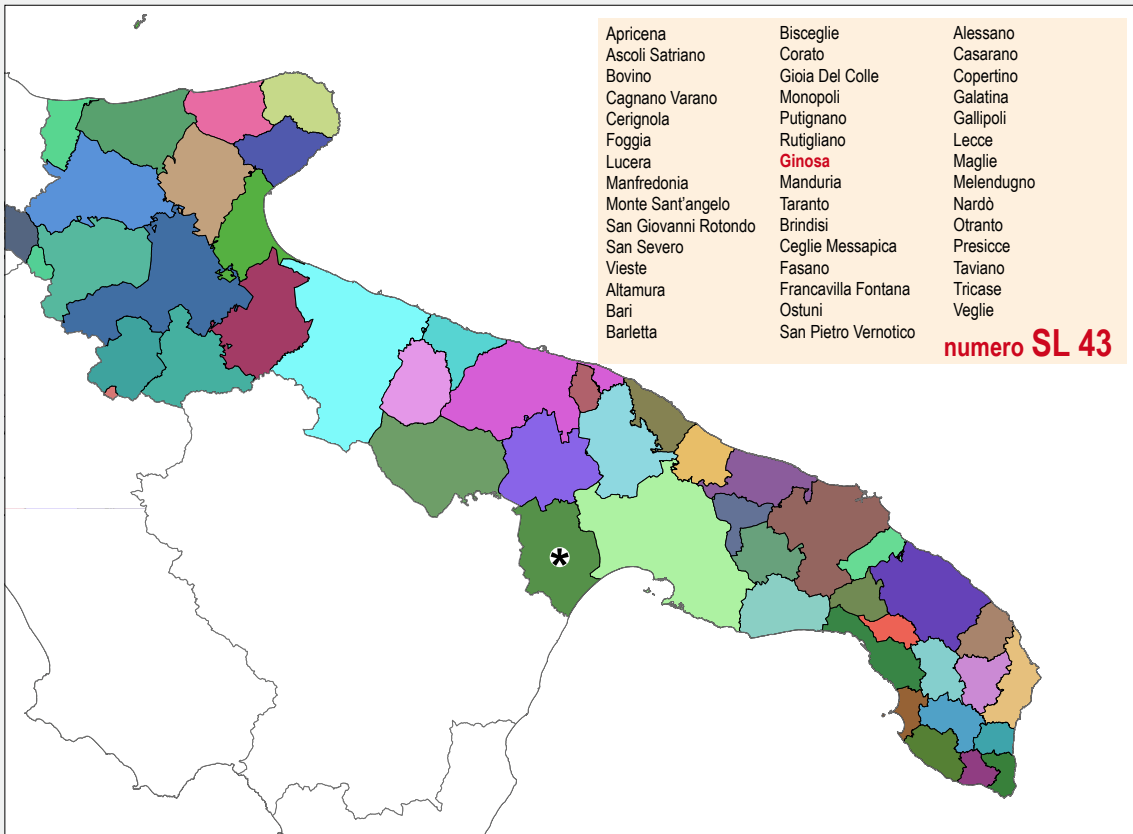 Apricena
Ascoli Satriano
Bovino
Cagnano Varano
Cerignola
Foggia
Lucera
Manfredonia
Monte Sant'angelo
San Giovanni Rotondo
San Severo
Vieste
Altamura
Bari
Barletta
Bisceglie
Corato
Gioia Del Colle
Monopoli
Putignano
Rutigliano
Ginosa
Manduria
Taranto
Brindisi
Ceglie Messapica
Fasano
Francavilla Fontana
Ostuni
San Pietro Vernotico
Alessano
Casarano
Copertino
Galatina
Gallipoli
Lecce
Maglie
Melendugno
Nardò
Otranto
Presicce
Taviano
Tricase
Veglie
numero SL 43
*